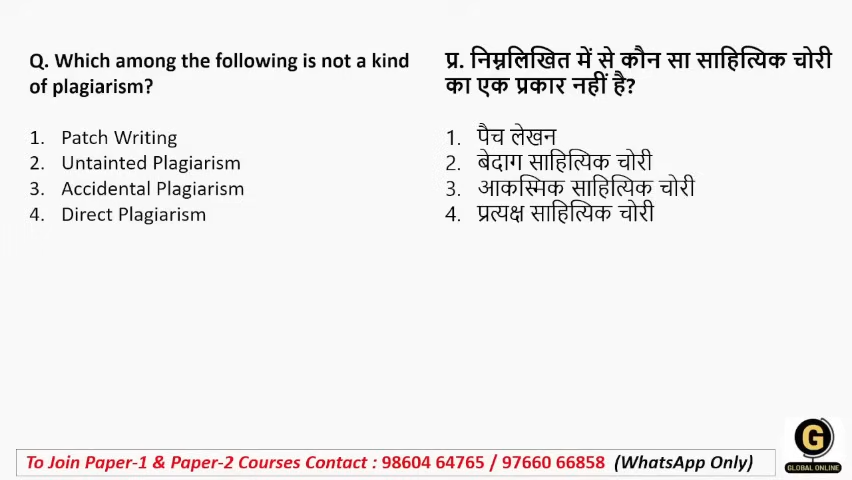 Q. Which among the following is not a kind
of plagiarism?
1. Patch Writing
2. Untainted Plagiarism
3. Accidental Plagiarism
4. Direct Plagiarism
प्र. निम्नलिखित में से कौन सा साहित्यिक चोरी
का एक प्रकार नहीं है?
1. पैच लेखन
2. बेदाग साहित्यिक चोरी
3. आकस्मिक साहित्यिक चोरी
4. प्रत्यक्ष साहित्यिक चोरी
G
GLOBAL ONLINE
To Join Paper-1 & Paper-2 Courses Contact : 98604 64765 / 97660 66858 (WhatsApp Only)